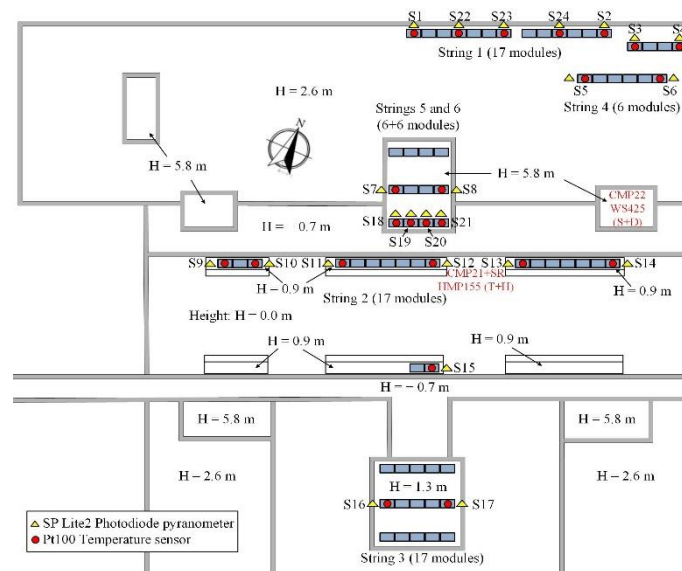 S1 S22 S23 S24 S2
S3 S4
String 1 (17 modules)
S5 S6
String 4 (6 modules)
H = 2.6 m
Strings 5 and 6
(6+6 modules)
N
H = 5.8 m
H = 5.8 m
S7 S8
CMP22
WS425
(S+D)
S18 S21
S19 S20
H = 0.7 m
S9 S10 S11 S12 S13 S14
CMP21+SR
HMP155 (T+H)
H = 0.9 m
String 2 (17 modules)
H = 0.9 m
Height: H = 0.0 m
H = 0.9 m
H = 0.9 m
S15
H = - 0.7 m
H = 5.8 m
H = 5.8 m
H = 2.6 m
H = 2.6 m
H = 1.3 m
S16 S17
String 3 (17 modules)
SP Lite2 Photodiode pyranometer
Pt100 Temperature sensor